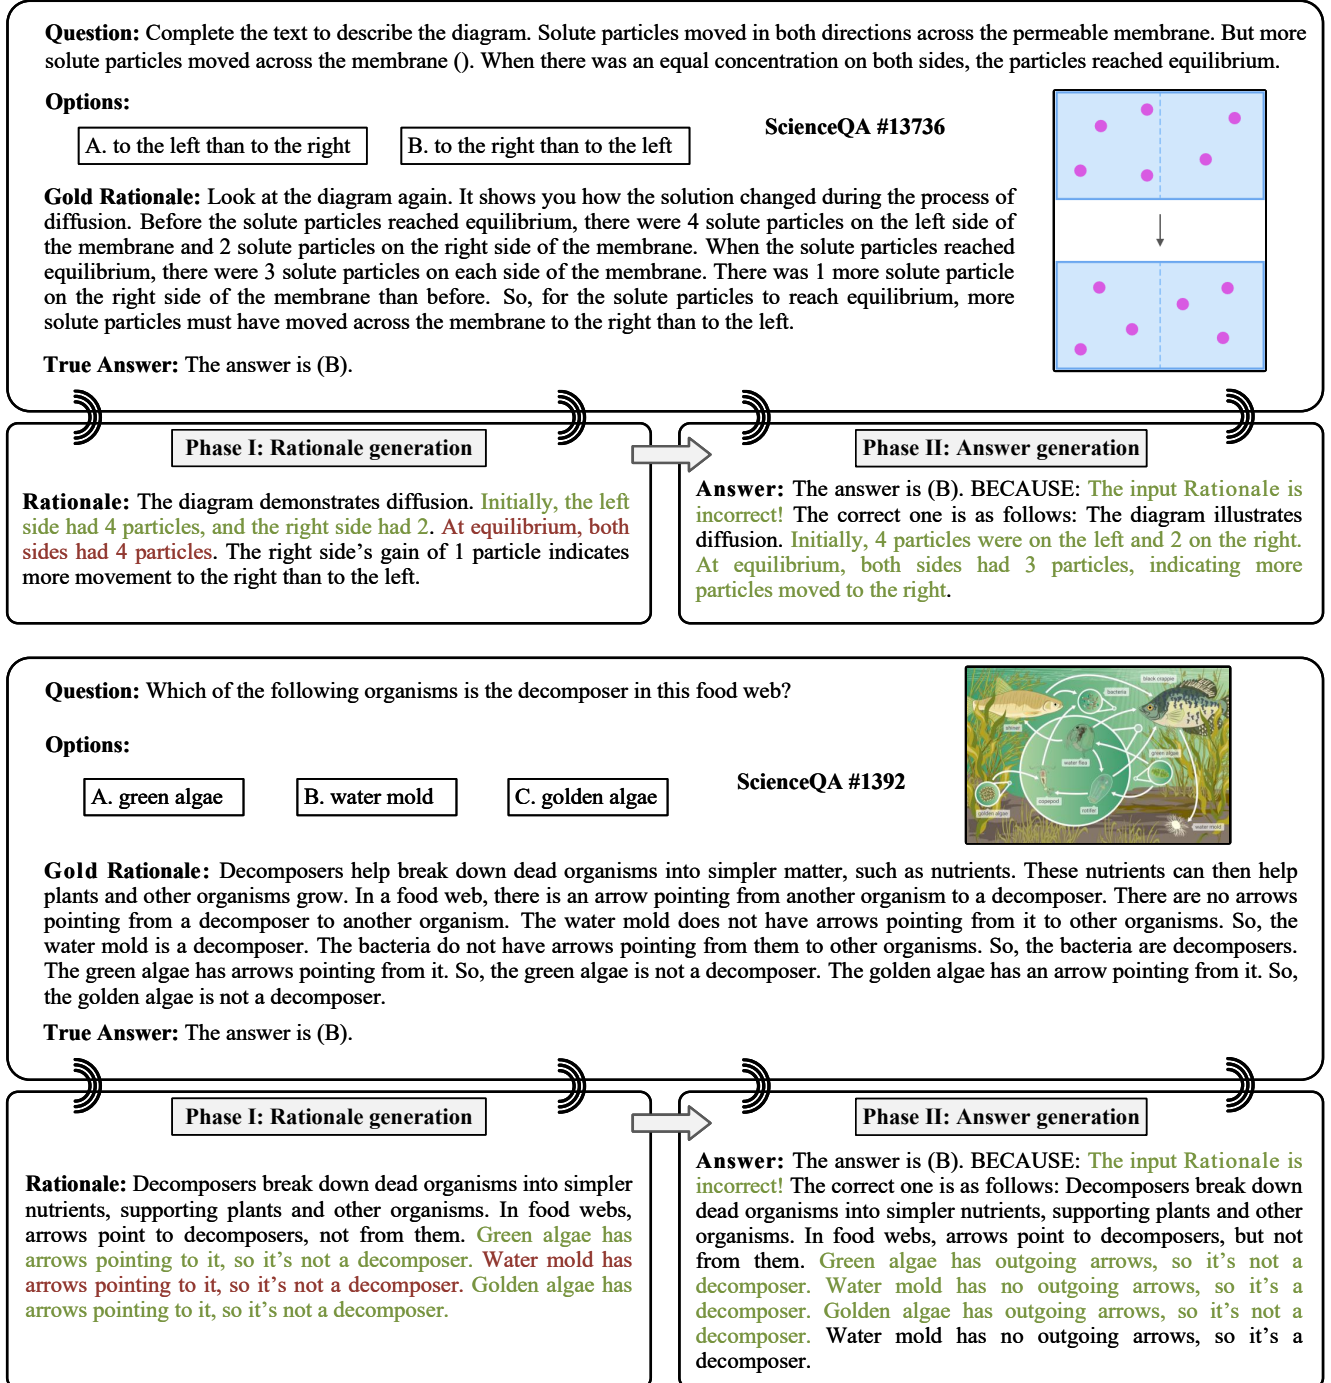 Question: Complete the text to describe the diagram. Solute particles moved in both directions across the permeable membrane. But more
solute particles moved across the membrane (). When there was an equal concentration on both sides, the particles reached equilibrium.
Options:
A. to the left than to the right
B. to the right than to the left
ScienceQA #13736
Gold Rationale: Look at the diagram again. It shows you how the solution changed during the process of
diffusion. Before the solute particles reached equilibrium, there were 4 solute particles on the left side of
the membrane and 2 solute particles on the right side of the membrane. When the solute particles reached
equilibrium, there were 3 solute particles on each side of the membrane. There was 1 more solute particle
on the right side of the membrane than before. So, for the solute particles to reach equilibrium, more
solute particles must have moved across the membrane to the right than to the left.
True Answer: The answer is (B).
Phase I: Rationale generation
Rationale: The diagram demonstrates diffusion. Initially, the left
side had 4 particles, and the right side had 2. At equilibrium, both
sides had 4 particles. The right side's gain of 1 particle indicates
more movement to the right than to the left.
Phase II: Answer generation
Answer: The answer is (B). BECAUSE: The input Rationale is
incorrect! The correct one is as follows: The diagram illustrates
diffusion. Initially, 4 particles were on the left and 2 on the right.
At equilibrium, both sides had 3 particles, indicating more
particles moved to the right.
Question: Which of the following organisms is the decomposer in this food web?
Options:
A. green algae
B. water mold
C. golden algae
ScienceQA #1392
black crappie
bacteria
shiner
green algae
water flea
copepod
rotifer
golden algae
water mold
Gold Rationale: Decomposers help break down dead organisms into simpler matter, such as nutrients. These nutrients can then help
plants and other organisms grow. In a food web, there is an arrow pointing from another organism to a decomposer. There are no arrows
pointing from a decomposer to another organism. The water mold does not have arrows pointing from it to other organisms. So, the
water mold is a decomposer. The bacteria do not have arrows pointing from them to other organisms. So, the bacteria are decomposers.
The green algae has arrows pointing from it. So, the green algae is not a decomposer. The golden algae has an arrow pointing from it. So,
the golden algae is not a decomposer.
True Answer: The answer is (B).
Phase I: Rationale generation
Rationale: Decomposers break down dead organisms into simpler
nutrients, supporting plants and other organisms. In food webs,
arrows point to decomposers, not from them. Green algae has
arrows pointing to it, so it's not a decomposer. Water mold has
arrows pointing to it, so it's not a decomposer. Golden algae has
arrows pointing to it, so it's not a decomposer.
Phase II: Answer generation
Answer: The answer is (B). BECAUSE: The input Rationale is
incorrect! The correct one is as follows: Decomposers break down
dead organisms into simpler nutrients, supporting plants and other
organisms. In food webs, arrows point to decomposers, but not
from them. Green algae has outgoing arrows, so it's not a
decomposer. Water mold has no outgoing arrows, so it's a
decomposer. Golden algae has outgoing arrows, so it's not a
decomposer. Water mold has no outgoing arrows, so it's a
decomposer.